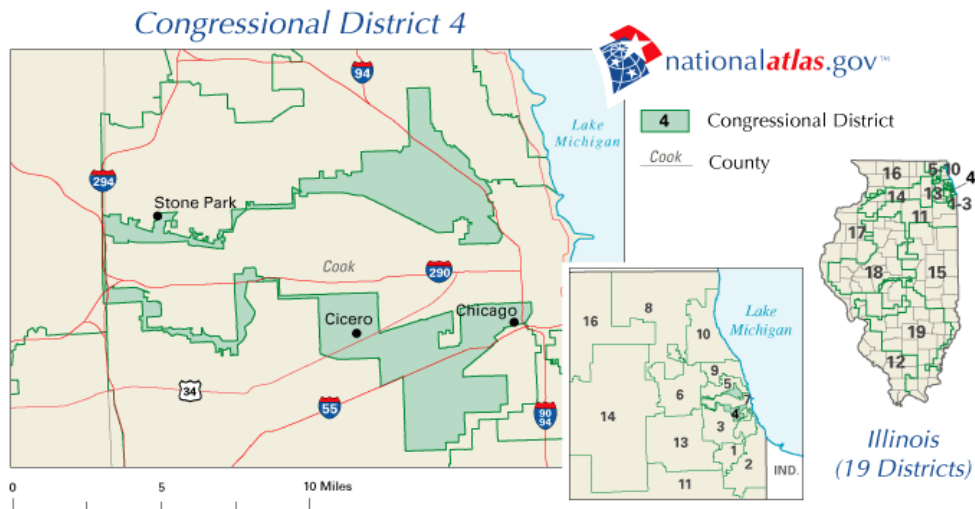 Congressional District 4
nationalatlas.gov™
94
Lake
Michigan
4 Congressional District
Cook County
294
Stone Park
Cook
290
Cicero
Chicago
34
55
90
94
0 5 10 Miles
8
16
Lake
Michigan
10
9
5
7
6
4
14
3
13
1
2
11
IND.
16
5-10
4
14
13
1-3
11
17
18
15
19
12
Illinois
(19 Districts)